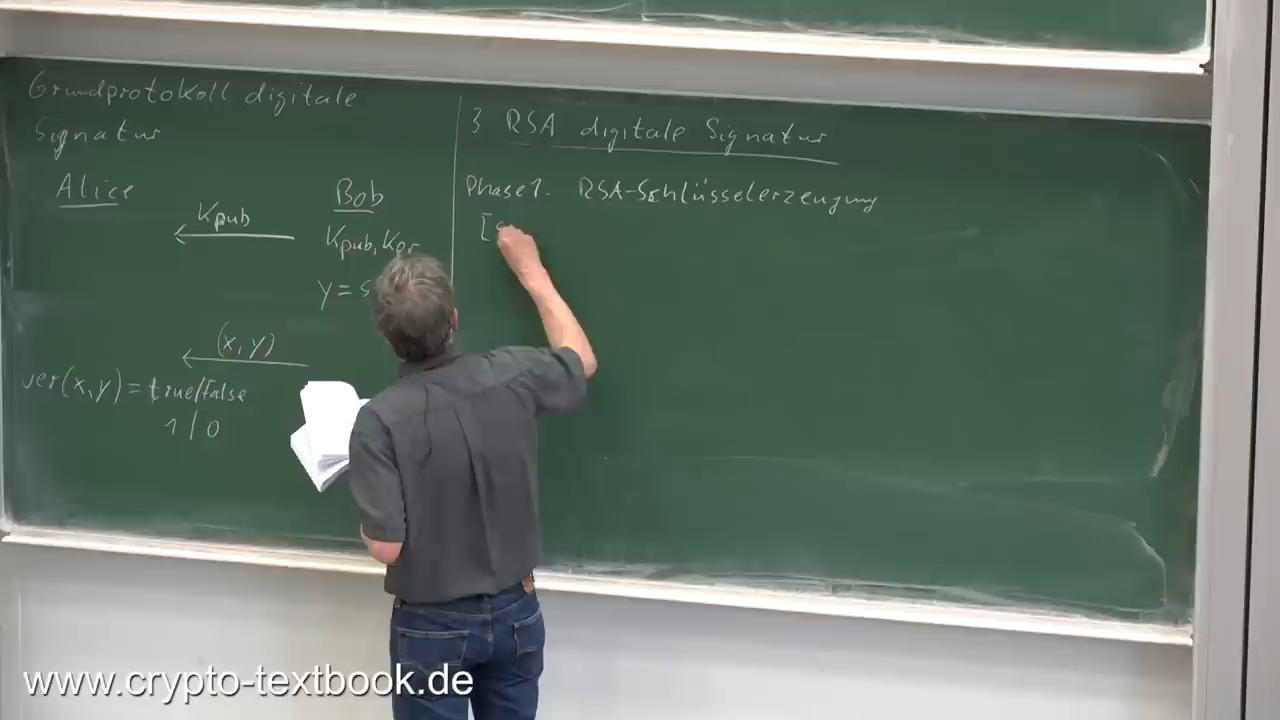 Grundprotokoll digitale
Signatur
Alice
Bob
Kpub
Kpub, Kpr
y = s
(x, y)
ver(x, y) = true/false
1 / 0
3 RSA digitale Signatur
Phase 1. RSA-Schlüsselerzeugung
[
www.crypto-textbook.de